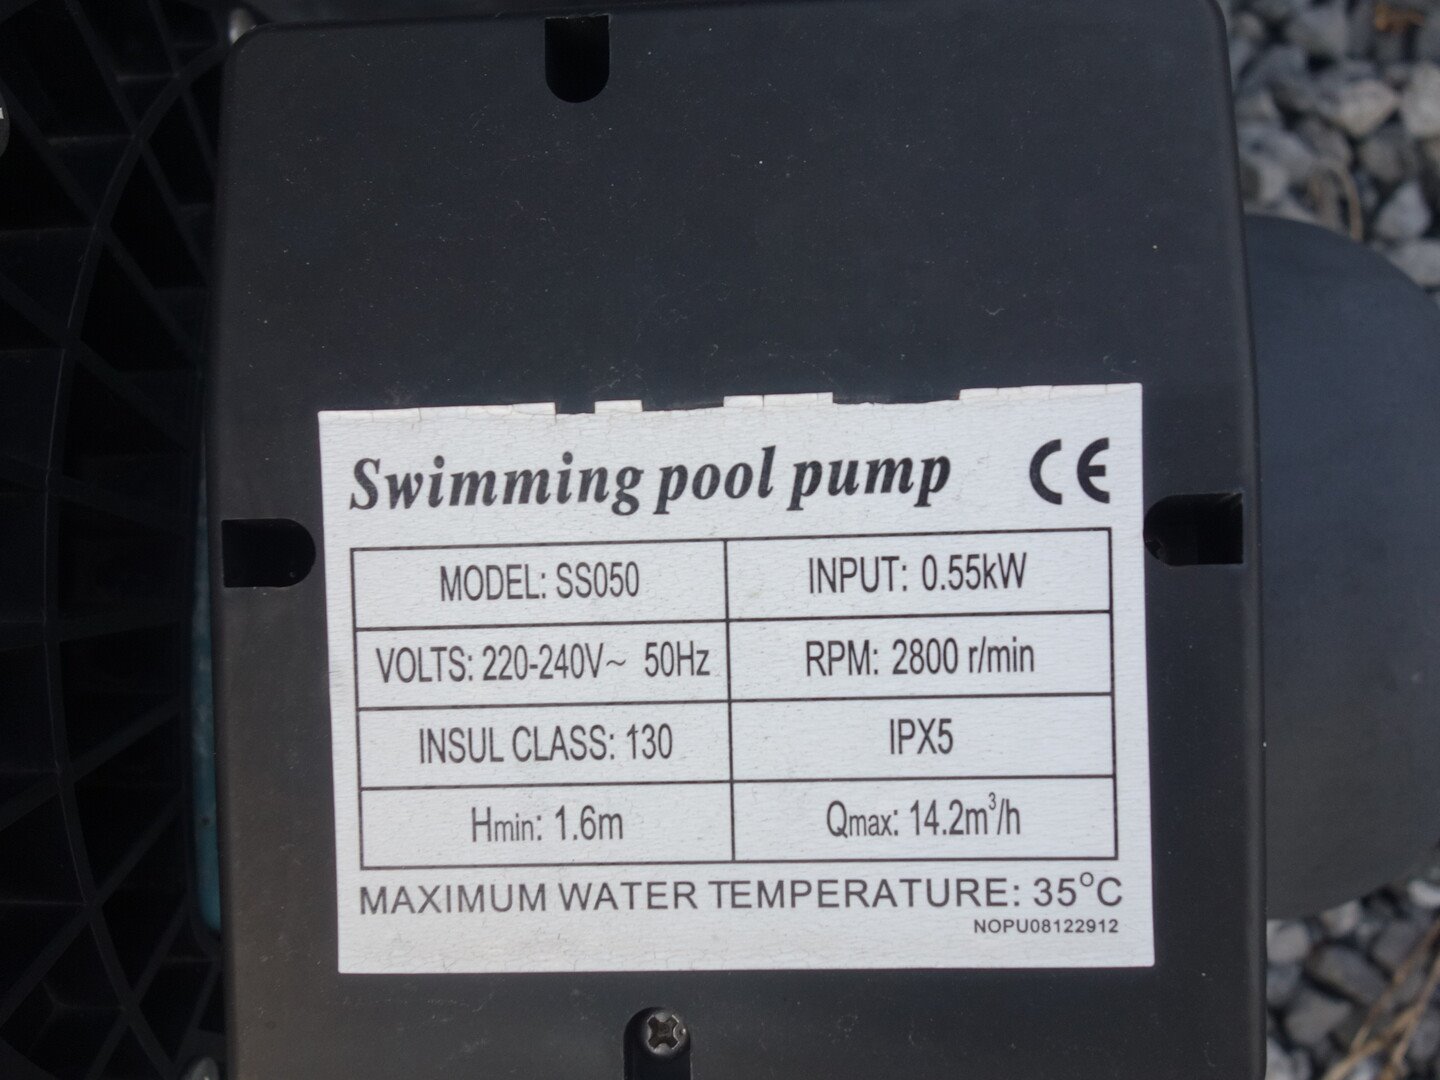 Swimming pool pump CE
MODEL: SS050 INPUT: 0.55kW
VOLTS: 220-240V~ 50Hz RPM: 2800 r/min
INSUL CLASS: 130 IPX5
Hmin: 1.6m Qmax: 14.2m³/h
MAXIMUM WATER TEMPERATURE: 35°C
NOPU08122912